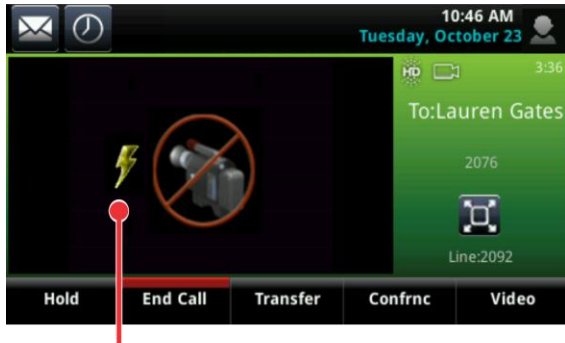 10:46 AM
Tuesday, October 23
HD
3:36
To:Lauren Gates
2076
Line:2092
Hold
End Call
Transfer
Confrnc
Video